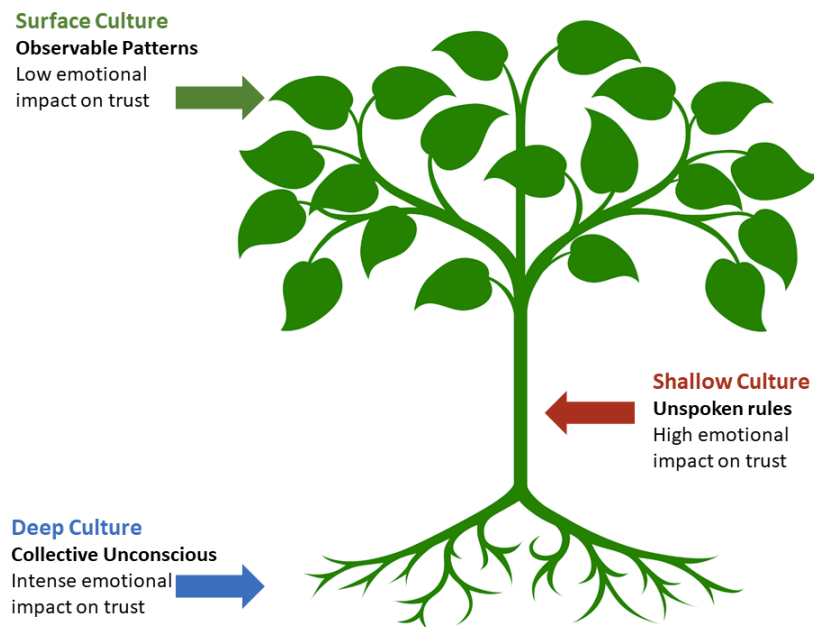 Surface Culture
Observable Patterns
Low emotional
impact on trust
Shallow Culture
Unspoken rules
High emotional
impact on trust
Deep Culture
Collective Unconscious
Intense emotional
impact on trust